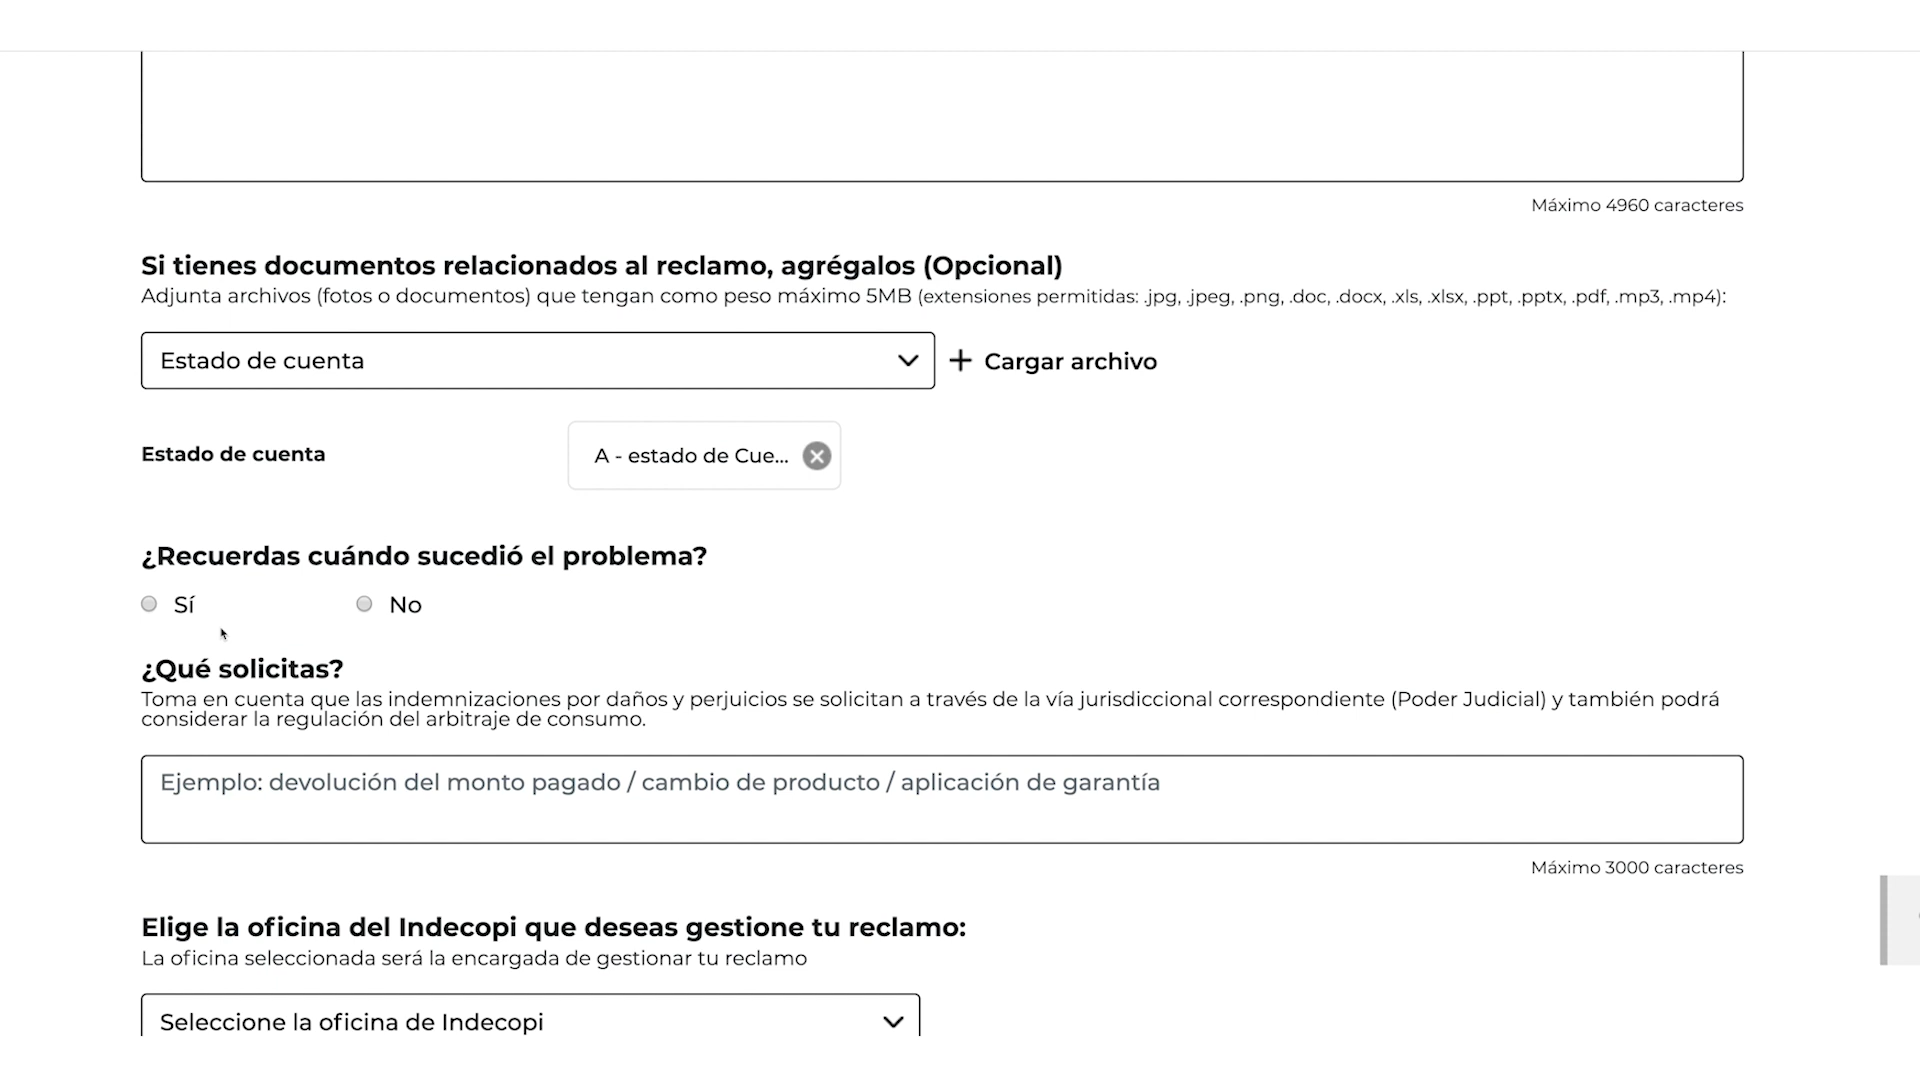 Máximo 4960 caracteres
Si tienes documentos relacionados al reclamo, agrégalos (Opcional)
Adjunta archivos (fotos o documentos) que tengan como peso máximo 5MB (extensiones permitidas: .jpg, .jpeg, .png, .doc, .docx, .xls, .xlsx, .ppt, .pptx, .pdf, .mp3, .mp4):
Estado de cuenta
+ Cargar archivo
Estado de cuenta
A - estado de Cue...
¿Recuerdas cuándo sucedió el problema?
Sí No
¿Qué solicitas?
Toma en cuenta que las indemnizaciones por daños y perjuicios se solicitan a través de la vía jurisdiccional correspondiente (Poder Judicial) y también podrá
considerar la regulación del arbitraje de consumo.
Ejemplo: devolución del monto pagado / cambio de producto / aplicación de garantía
Máximo 3000 caracteres
Elige la oficina del Indecopi que deseas gestione tu reclamo:
La oficina seleccionada será la encargada de gestionar tu reclamo
Seleccione la oficina de Indecopi